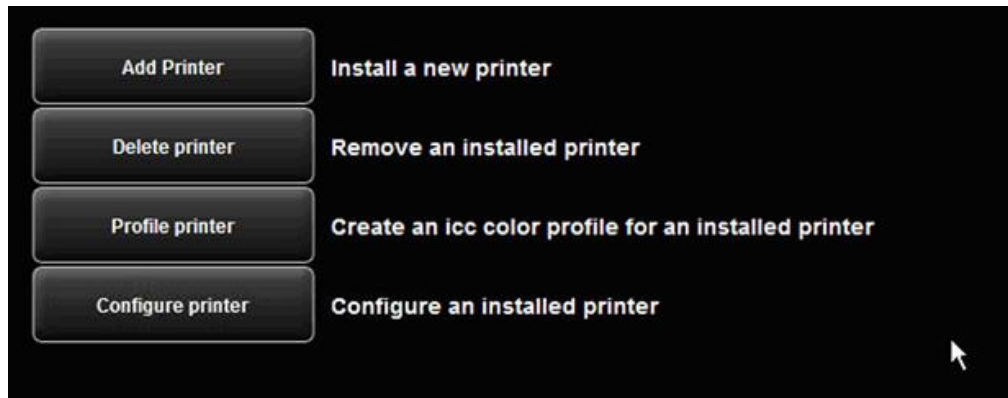 Add Printer Install a new printer
Delete printer Remove an installed printer
Profile printer Create an icc color profile for an installed printer
Configure printer Configure an installed printer